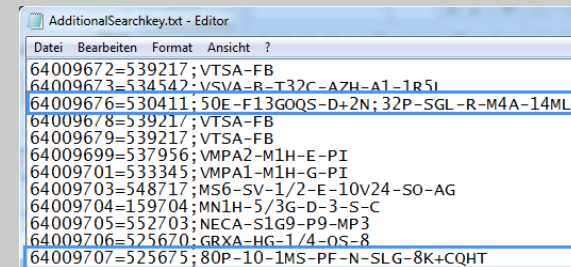 AdditionalSearchkey.txt - Editor
Datei Bearbeiten Format Ansicht ?
64009672=539217;VTSA-FB
64009673=534542;VSVA-B-T32C-AZH-A1-1R5L
64009676=530411;50E-F13GOQS-D+2N;32P-SGL-R-M4A-14ML
64009678=539217;VTSA-FB
64009679=539217;VTSA-FB
64009699=537956;VMPA2-M1H-E-PI
64009701=533345;VMPA1-M1H-G-PI
64009703=548717;MS6-SV-1/2-E-10V24-SO-AG
64009704=159704;MN1H-5/3G-D-3-S-C
64009705=552703;NECA-S1G9-P9-MP3
64009706=525670;GRXA-HG-1/4-QS-8
64009707=525675;80P-10-1MS-PF-N-SLG-8K+CQHT